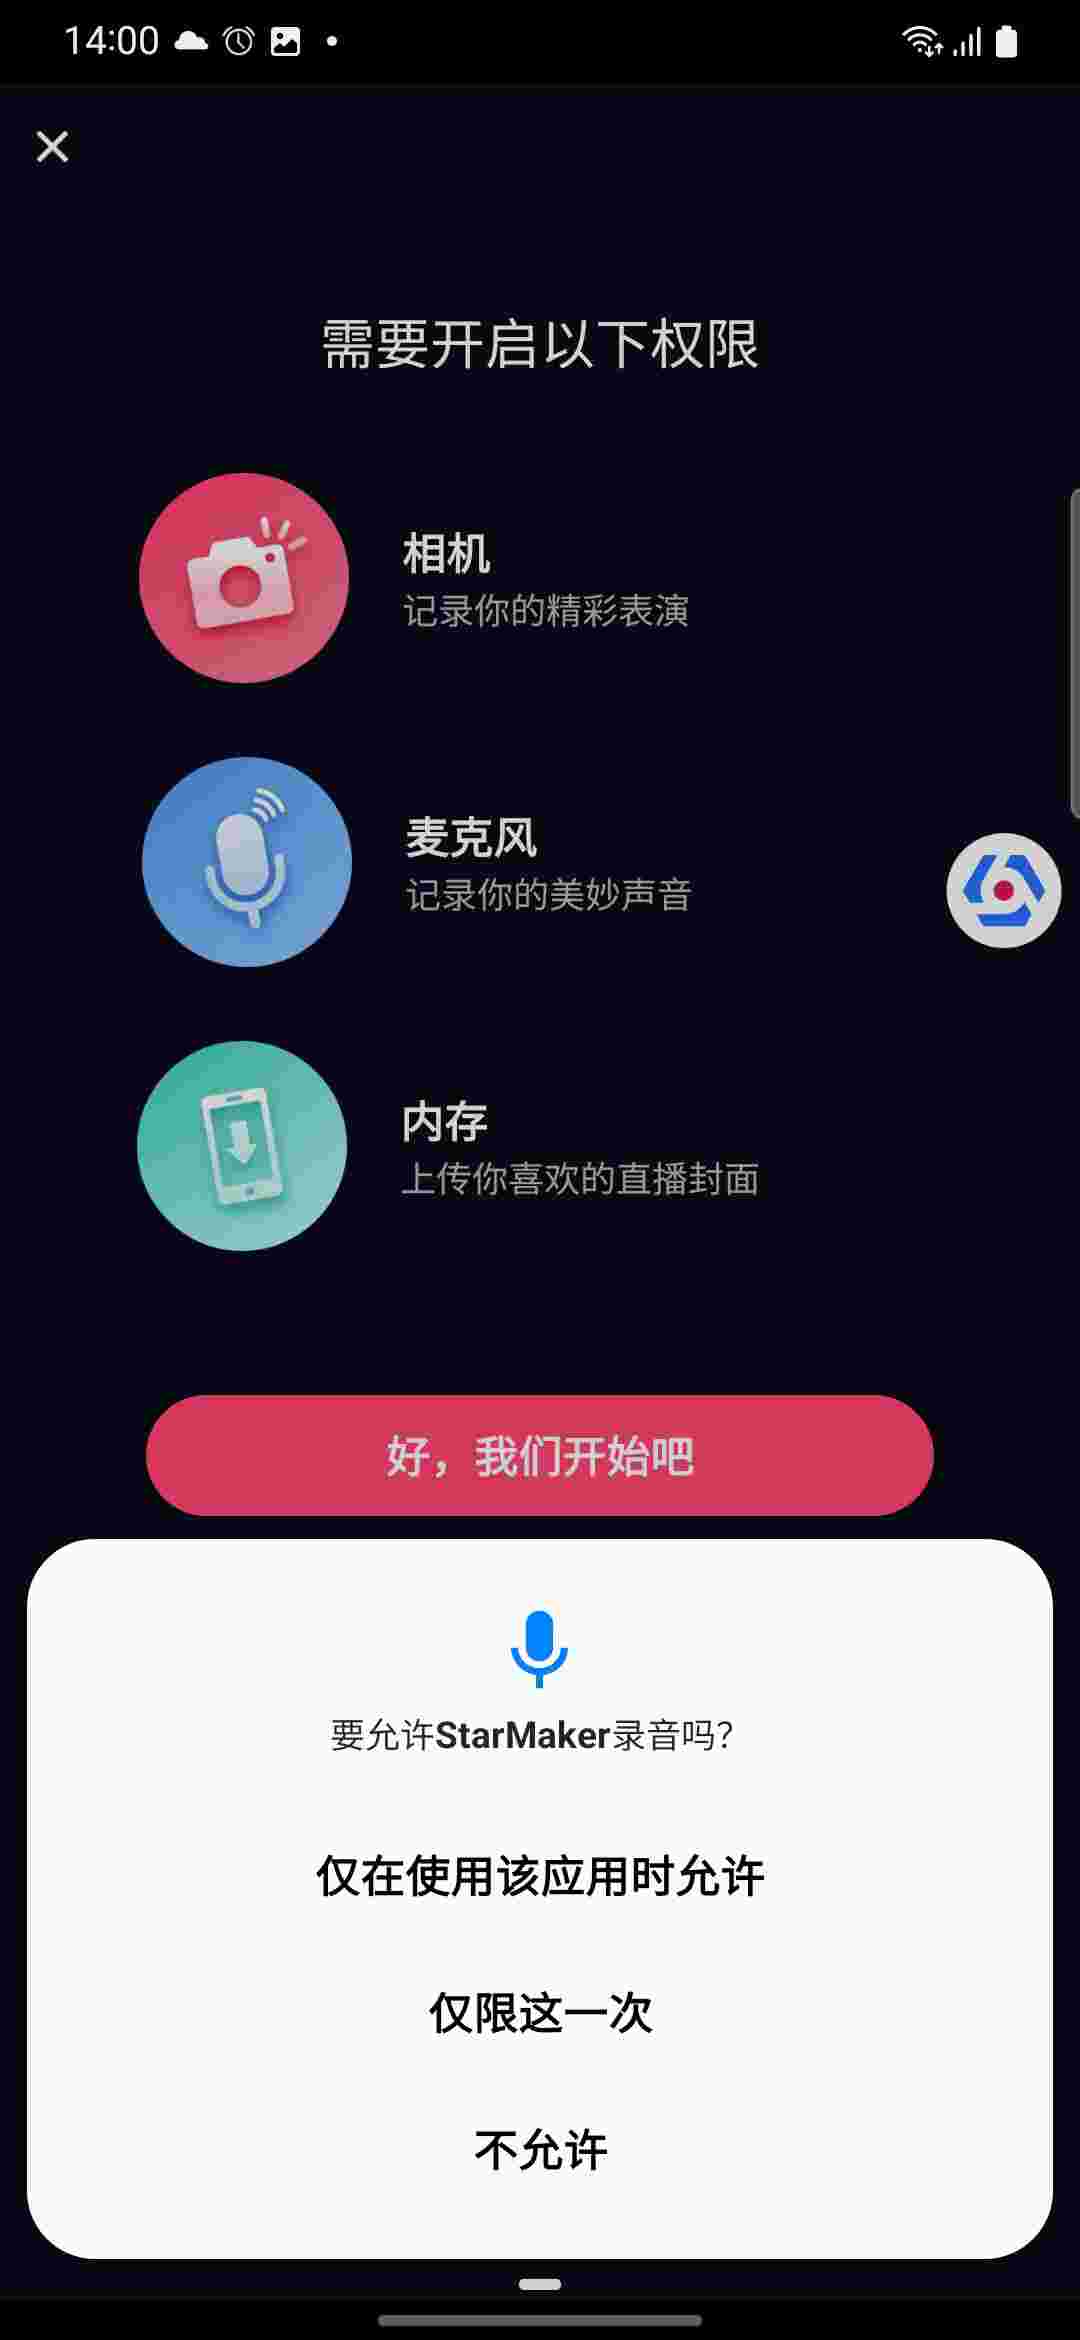 14:00
需要开启以下权限
相机
记录你的精彩表演
麦克风
记录你的美妙声音
内存
上传你喜欢的直播封面
好，我们开始吧
要允许StarMaker录音吗?
仅在使用该应用时允许
仅限这一次
不允许